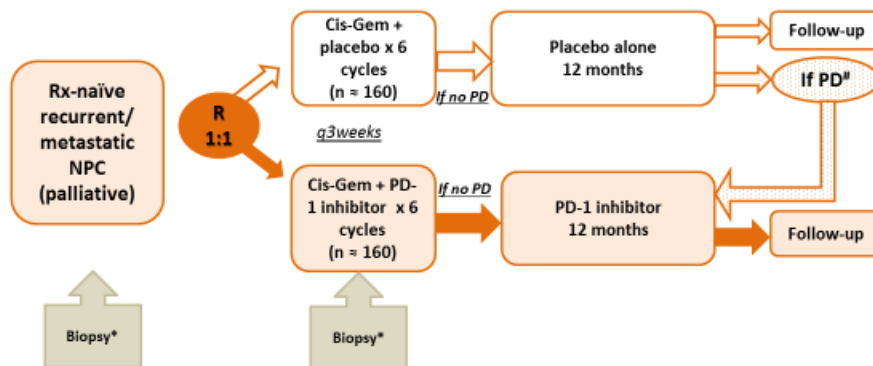 Rx-naïve
recurrent/
metastatic
NPC
(palliative)
R
1:1
Cis-Gem +
placebo x 6
cycles
(n ≈ 160)
If no PD
Placebo alone
12 months
Follow-up
If PD#
q3weeks
Cis-Gem + PD-
1 inhibitor x 6
cycles
(n ≈ 160)
If no PD
PD-1 inhibitor
12 months
Follow-up
Biopsy*
Biopsy*